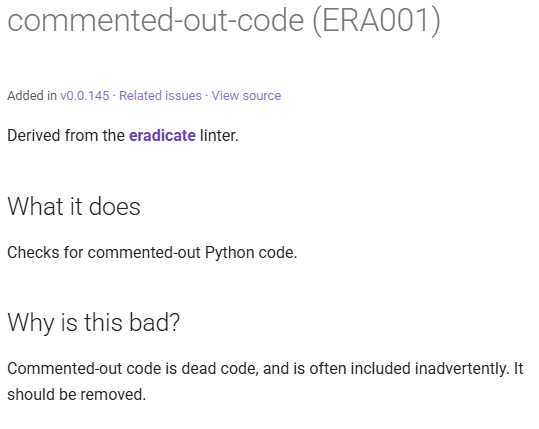 commented-out-code (ERA001)
Added in v0.0.145 · Related issues · View source
Derived from the eradicate linter.
What it does
Checks for commented-out Python code.
Why is this bad?
Commented-out code is dead code, and is often included inadvertently. It
should be removed.